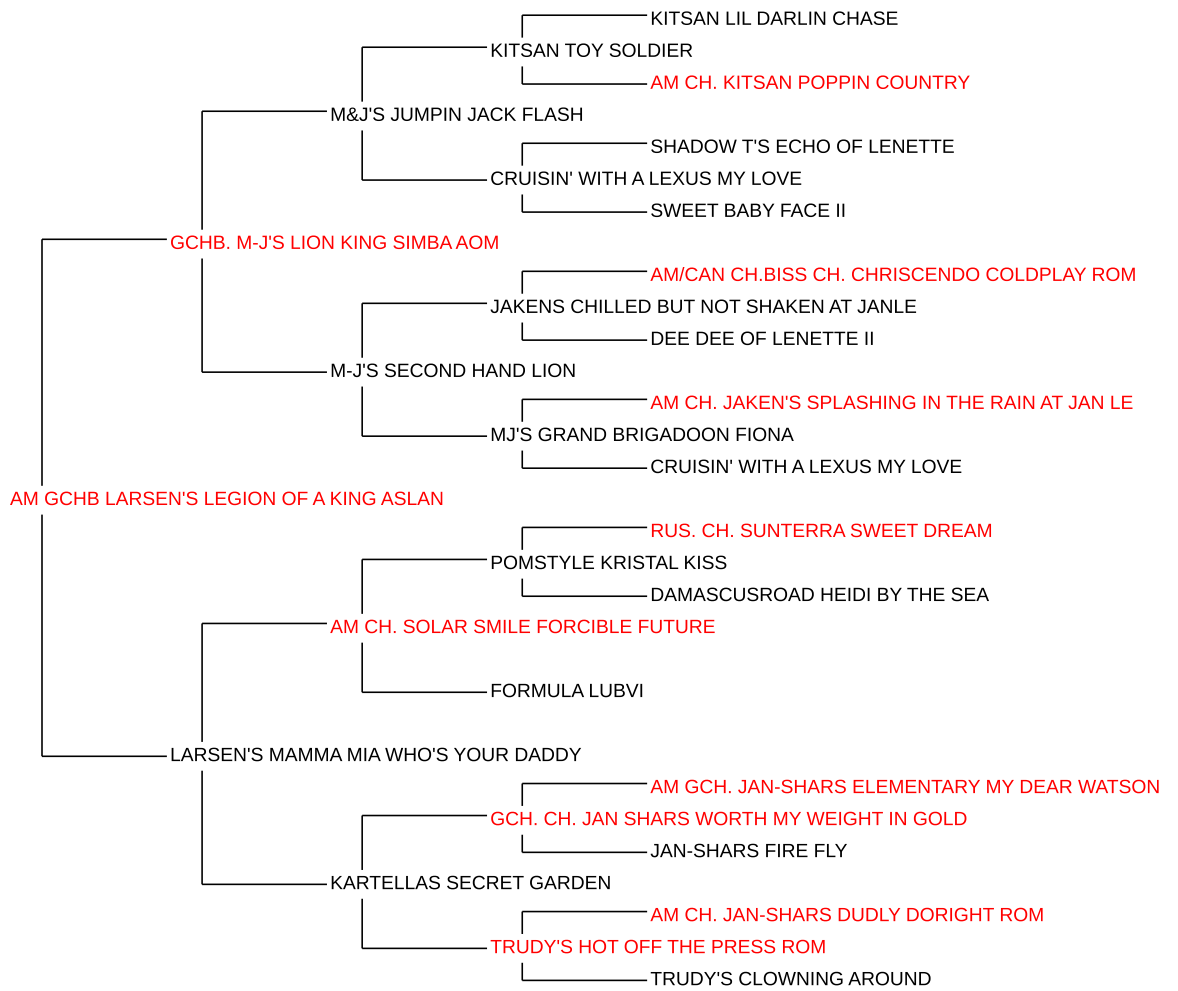 KITSAN LIL DARLIN CHASE
KITSAN TOY SOLDIER
AM CH. KITSAN POPPIN COUNTRY
M&J'S JUMPIN JACK FLASH
SHADOW T'S ECHO OF LENETTE
CRUISIN' WITH A LEXUS MY LOVE
SWEET BABY FACE II
GCHB. M-J'S LION KING SIMBA AOM
AM/CAN CH.BISS CH. CHRISCENDO COLDPLAY ROM
JAKENS CHILLED BUT NOT SHAKEN AT JANLE
DEE DEE OF LENETTE II
M-J'S SECOND HAND LION
AM CH. JAKEN'S SPLASHING IN THE RAIN AT JAN LE
MJ'S GRAND BRIGADOON FIONA
CRUISIN' WITH A LEXUS MY LOVE
AM GCHB LARSEN'S LEGION OF A KING ASLAN
RUS. CH. SUNTERRA SWEET DREAM
POMSTYLE KRISTAL KISS
DAMASCUSROAD HEIDI BY THE SEA
AM CH. SOLAR SMILE FORCIBLE FUTURE
FORMULA LUBVI
LARSEN'S MAMMA MIA WHO'S YOUR DADDY
AM GCH. JAN-SHARS ELEMENTARY MY DEAR WATSON
GCH. CH. JAN SHARS WORTH MY WEIGHT IN GOLD
JAN-SHARS FIRE FLY
KARTELLAS SECRET GARDEN
AM CH. JAN-SHARS DUDLY DORIGHT ROM
TRUDY'S HOT OFF THE PRESS ROM
TRUDY'S CLOWNING AROUND